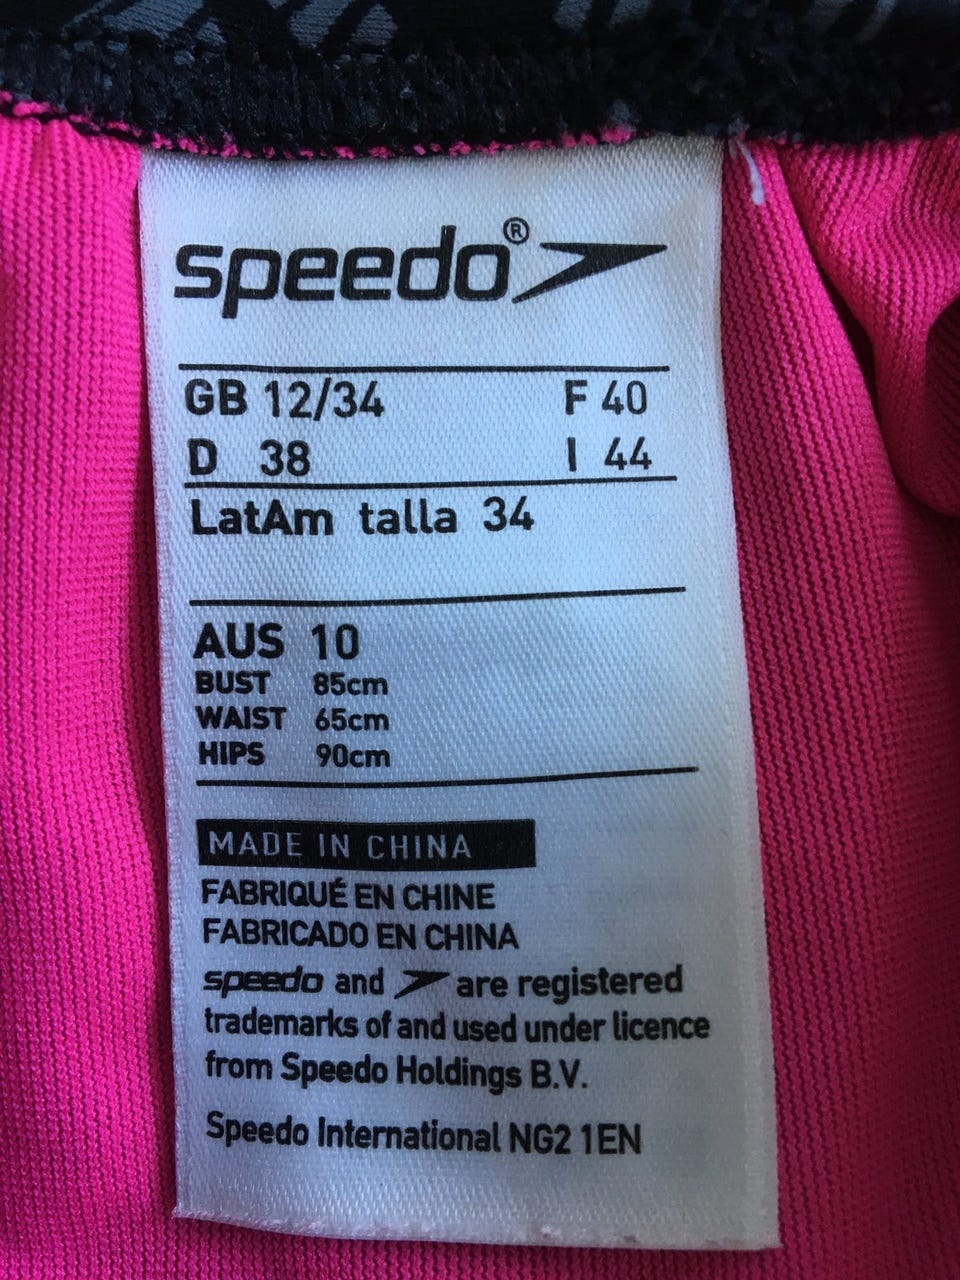 speedo®
GB 12/34 F 40
D 38 I 44
LatAm talla 34
AUS 10
BUST 85cm
WAIST 65cm
HIPS 90cm
MADE IN CHINA
FABRIQUÉ EN CHINE
FABRICADO EN CHINA
speedo and are registered
trademarks of and used under licence
from Speedo Holdings B.V.
Speedo International NG2 1EN